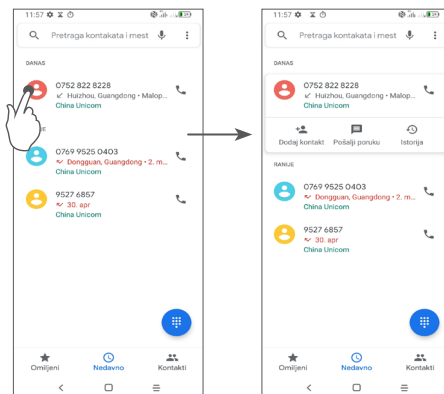 11:57
Pretraga kontakata i mest
DANAS
0752 822 8228
Huizhou, Guangdong • Malop...
China Unicom
JE
0769 9525 0403
Dongguan, Guangdong • 2. m...
China Unicom
9527 6857
30. apr
China Unicom
Omiljeni Nedavno Kontakti
11:57
Pretraga kontakata i mest
DANAS
0752 822 8228
Huizhou, Guangdong • Malop...
China Unicom
Dodaj kontakt Pošalji poruku Istorija
RANIJE
0769 9525 0403
Dongguan, Guangdong • 2. m...
China Unicom
9527 6857
30. apr
China Unicom
Omiljeni Nedavno Kontakti